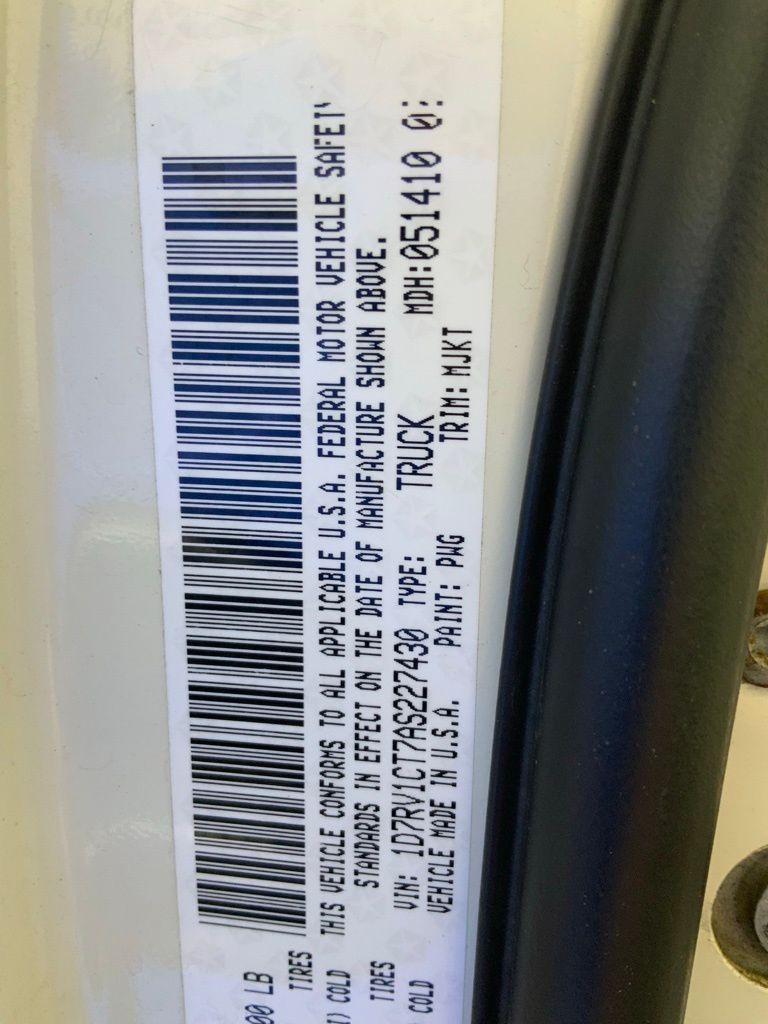 00 LB
TIRES
THIS VEHICLE CONFORMS TO ALL APPLICABLE U.S.A. FEDERAL MOTOR VEHICLE SAFETY
COLD
STANDARDS IN EFFECT ON THE DATE OF MANUFACTURE SHOWN ABOVE.
TIRES
VIN: 1D7RV1CT7AS227430 TYPE: TRUCK MDH:051410 0
COLD
VEHICLE MADE IN U.S.A. PAINT: PWG TRIM: MJKT